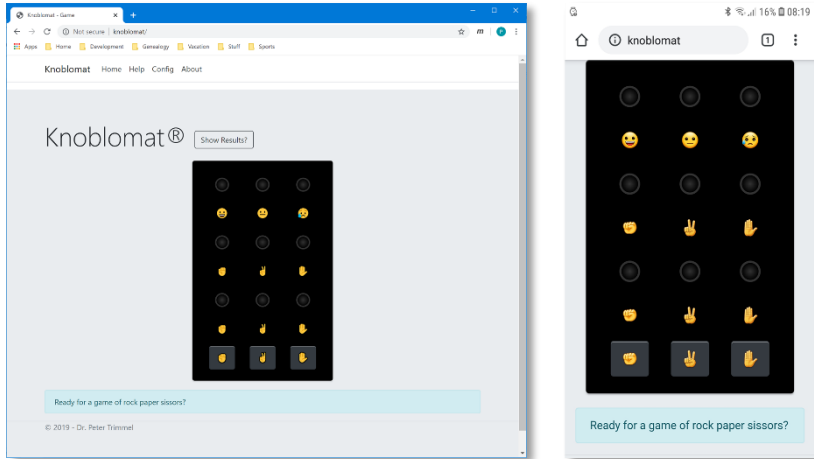 Knoblomat - Game
Not secure | knoblomat/
Apps Home Development Genealogy Vacation Stuff Sports
Knoblomat Home Help Config About
Knoblomat® Show Results?
Ready for a game of rock paper sissors?
© 2019 - Dr. Peter Trimmel
16% 08:19
knoblomat 1
Ready for a game of rock paper sissors?